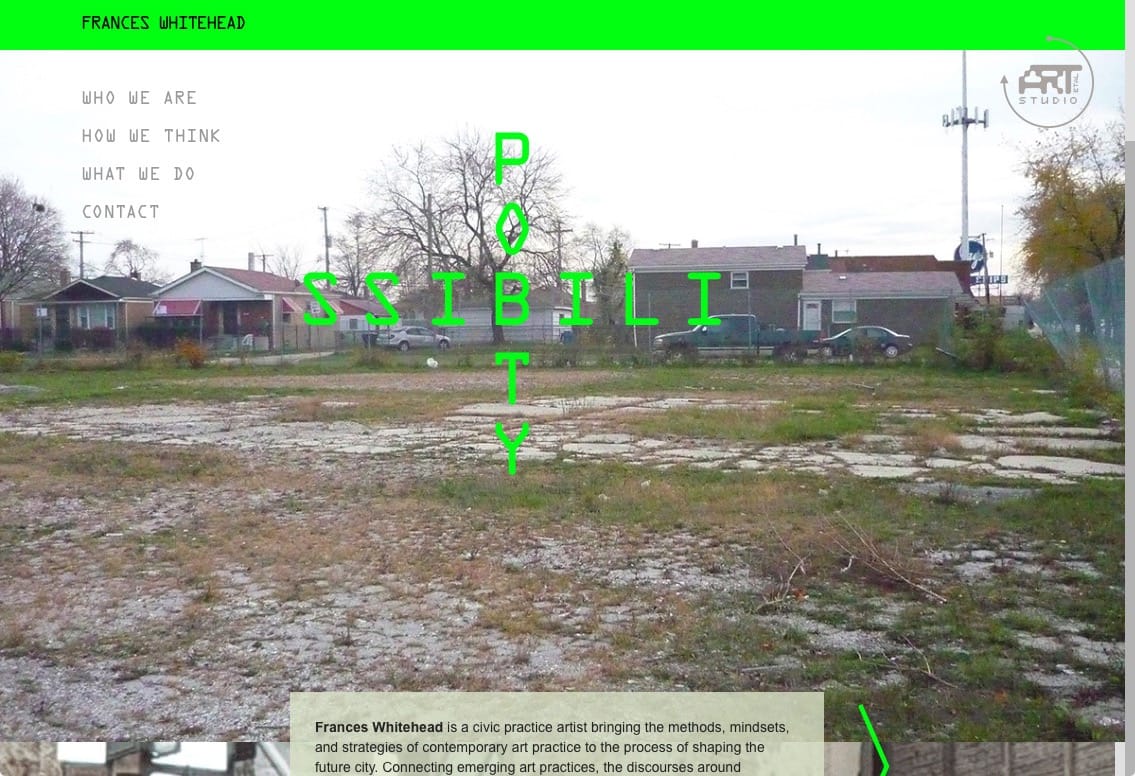 FRANCES WHITEHEAD
ART
ETAL
STUDIO
WHO WE ARE
HOW WE THINK
WHAT WE DO
CONTACT
P
O
SSIBILI
T
Y
Frances Whitehead is a civic practice artist bringing the methods, mindsets,
and strategies of contemporary art practice to the process of shaping the
future city. Connecting emerging art practices, the discourses around